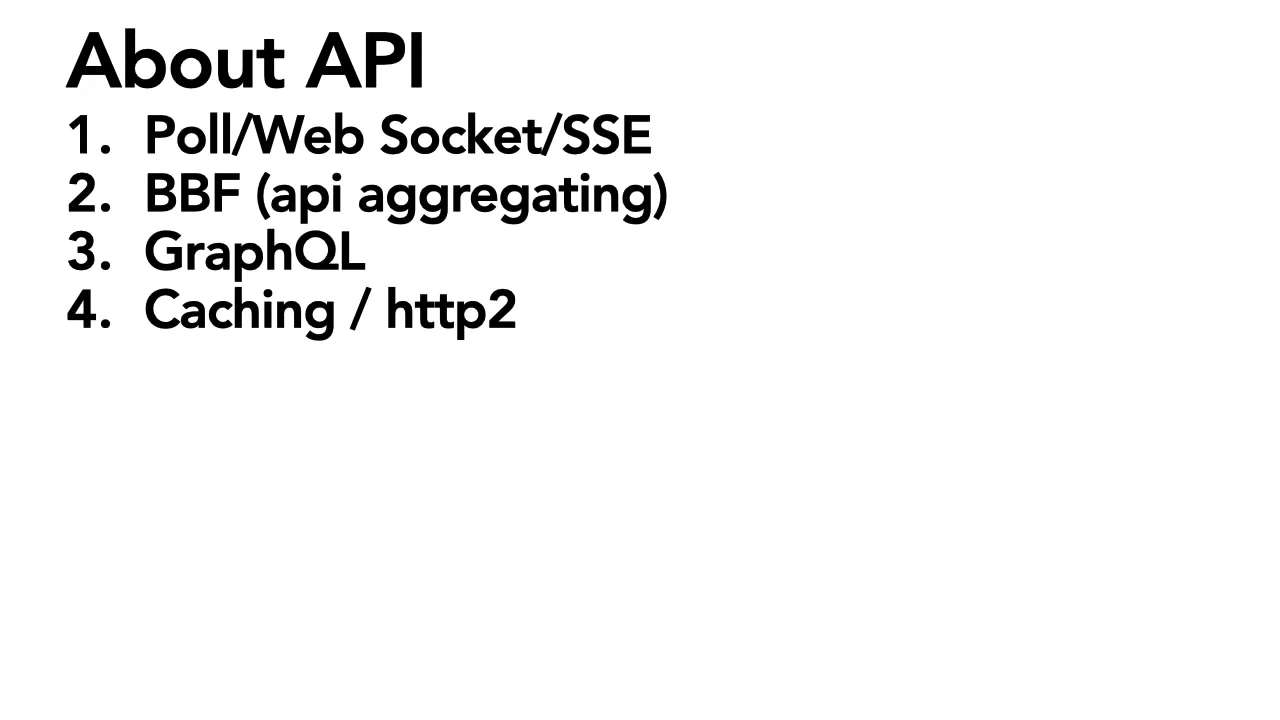 About API
1. Poll/Web Socket/SSE
2. BBF (api aggregating)
3. GraphQL
4. Caching / http2